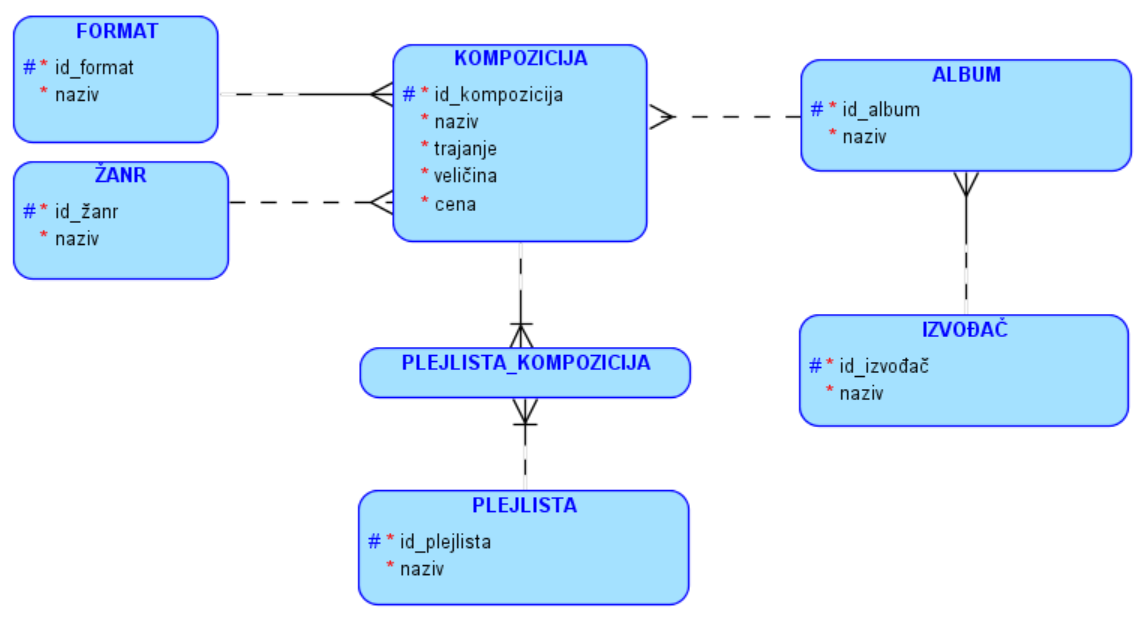 FORMAT
#* id_format
* naziv
ŽANR
#* id_žanr
* naziv
KOMPOZICIJA
#* id_kompozicija
* naziv
* trajanje
* veličina
* cena
ALBUM
#* id_album
* naziv
IZVOĐAČ
#* id_izvođač
* naziv
PLEJLISTA_KOMPOZICIJA
PLEJLISTA
#* id_plejlista
* naziv